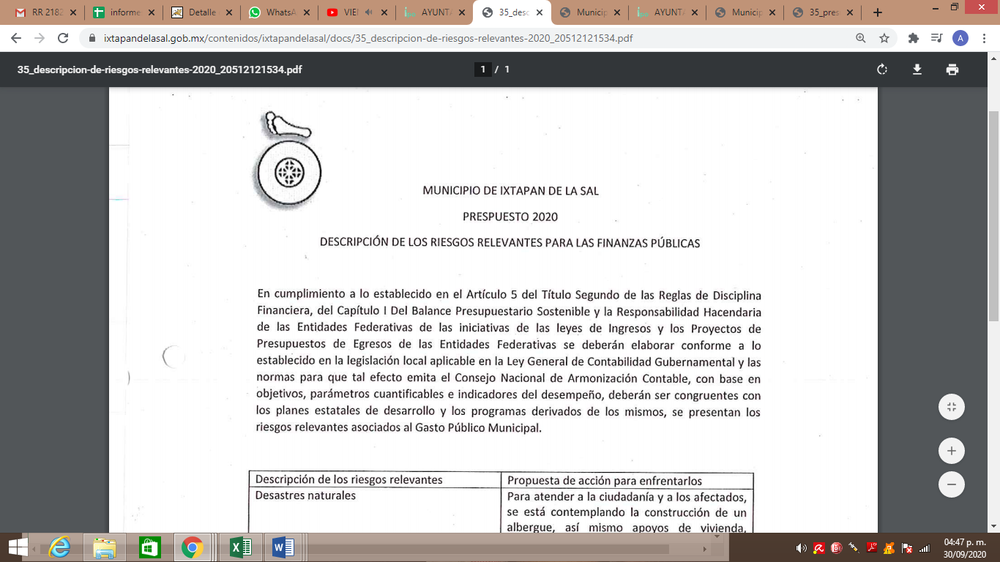 RR 2182
informe
Detalle
WhatsA
VIE
AYUNTA
35_desc
Municip
AYUNTA
Municip
35_pres
ixtapandelasal.gob.mx/contenidos/ixtapandelasal/docs/35_descripcion-de-riesgos-relevantes-2020_20512121534.pdf
A
35_descripcion-de-riesgos-relevantes-2020_20512121534.pdf
1 / 1
MUNICIPIO DE IXTAPAN DE LA SAL
PRESPUESTO 2020
DESCRIPCIÓN DE LOS RIESGOS RELEVANTES PARA LAS FINANZAS PÚBLICAS
En cumplimiento a lo establecido en el Artículo 5 del Título Segundo de las Reglas de Disciplina
Financiera, del Capítulo I Del Balance Presupuestario Sostenible y la Responsabilidad Hacendaria
de las Entidades Federativas de las iniciativas de las leyes de Ingresos y los Proyectos de
Presupuestos de Egresos de las Entidades Federativas se deberán elaborar conforme a lo
establecido en la legislación local aplicable en la Ley General de Contabilidad Gubernamental y las
normas para que tal efecto emita el Consejo Nacional de Armonización Contable, con base en
objetivos, parámetros cuantificables e indicadores del desempeño, deberán ser congruentes con
los planes estatales de desarrollo y los programas derivados de los mismos, se presentan los
riesgos relevantes asociados al Gasto Público Municipal.
Descripción de los riesgos relevantes
Propuesta de acción para enfrentarlos
Desastres naturales
Para atender a la ciudadanía y a los afectados,
se está contemplando la construcción de un
albergue, así mismo apoyos de vivienda,
04:47 p. m.
30/09/2020